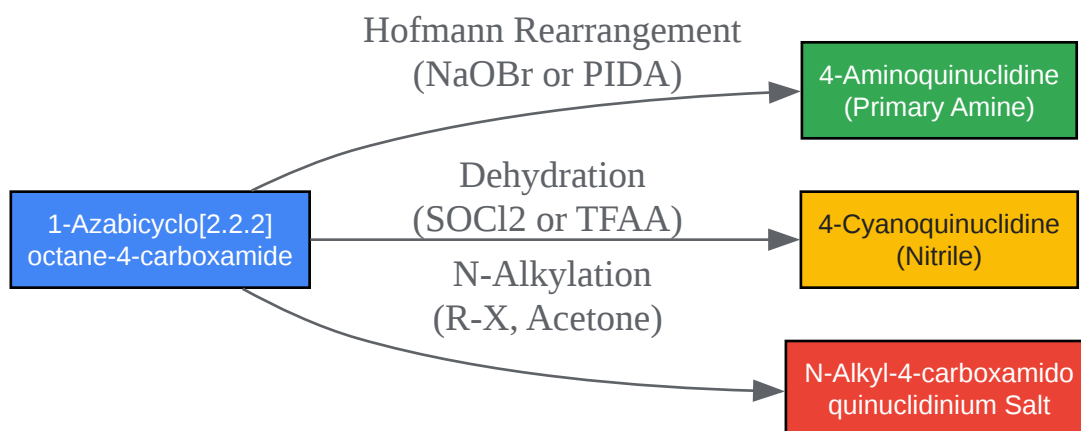 Hofmann Rearrangement
(NaOBr or PIDA)
4-Aminoquinuclidine
(Primary Amine)
1-Azabicyclo[2.2.2]
octane-4-carboxamide
Dehydration
(SOCl2 or TFAA)
4-Cyanoquinuclidine
(Nitrile)
N-Alkylation
(R-X, Acetone)
N-Alkyl-4-carboxamido
quinuclidinium Salt